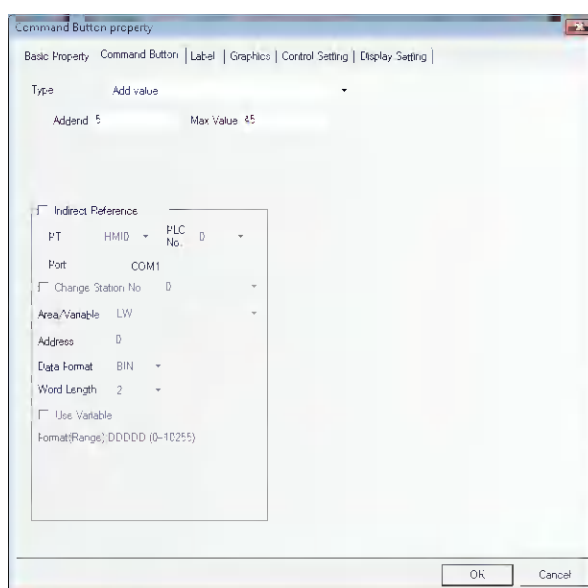 Command Button property
Basic Property Command Button Label Graphics Control Setting Display Setting
Type Add value
Addend 5 Max Value 45
Indirect Reference
PT HMI0 PLC No. 0
Port COM1
Change Station No 0
Area/Variable LW
Address 0
Data Format BIN
Word Length 2
Use Variable
Format(Range):DDDDD (0~10255)
OK Cancel